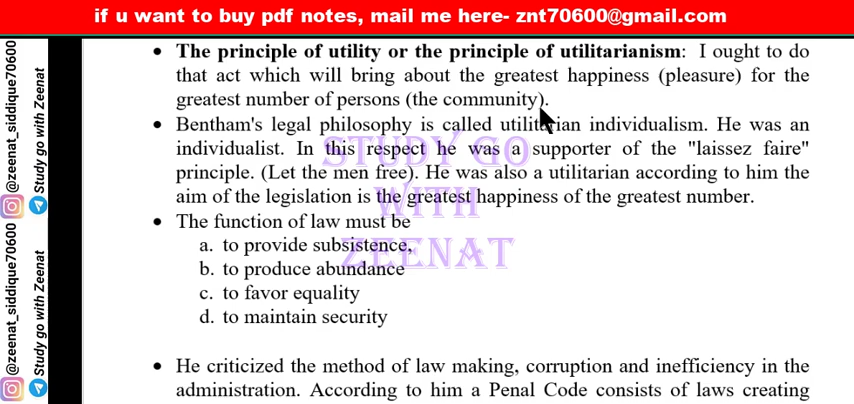 if u want to buy pdf notes, mail me here- znt70600@gmail.com
• The principle of utility or the principle of utilitarianism: I ought to do
that act which will bring about the greatest happiness (pleasure) for the
greatest number of persons (the community).
• Bentham's legal philosophy is called utilitarian individualism. He was an
individualist. In this respect he was a supporter of the "laissez faire"
principle. (Let the men free). He was also a utilitarian according to him the
aim of the legislation is the greatest happiness of the greatest number.
• The function of law must be
a. to provide subsistence,
b. to produce abundance
c. to favor equality
d. to maintain security
• He criticized the method of law making, corruption and inefficiency in the
administration. According to him a Penal Code consists of laws creating
STUDY GO
WITH
ZEENAT
@zeenat_siddique70600
Study go with Zeenat
@zeenat_siddique70600
Study go with Zeenat